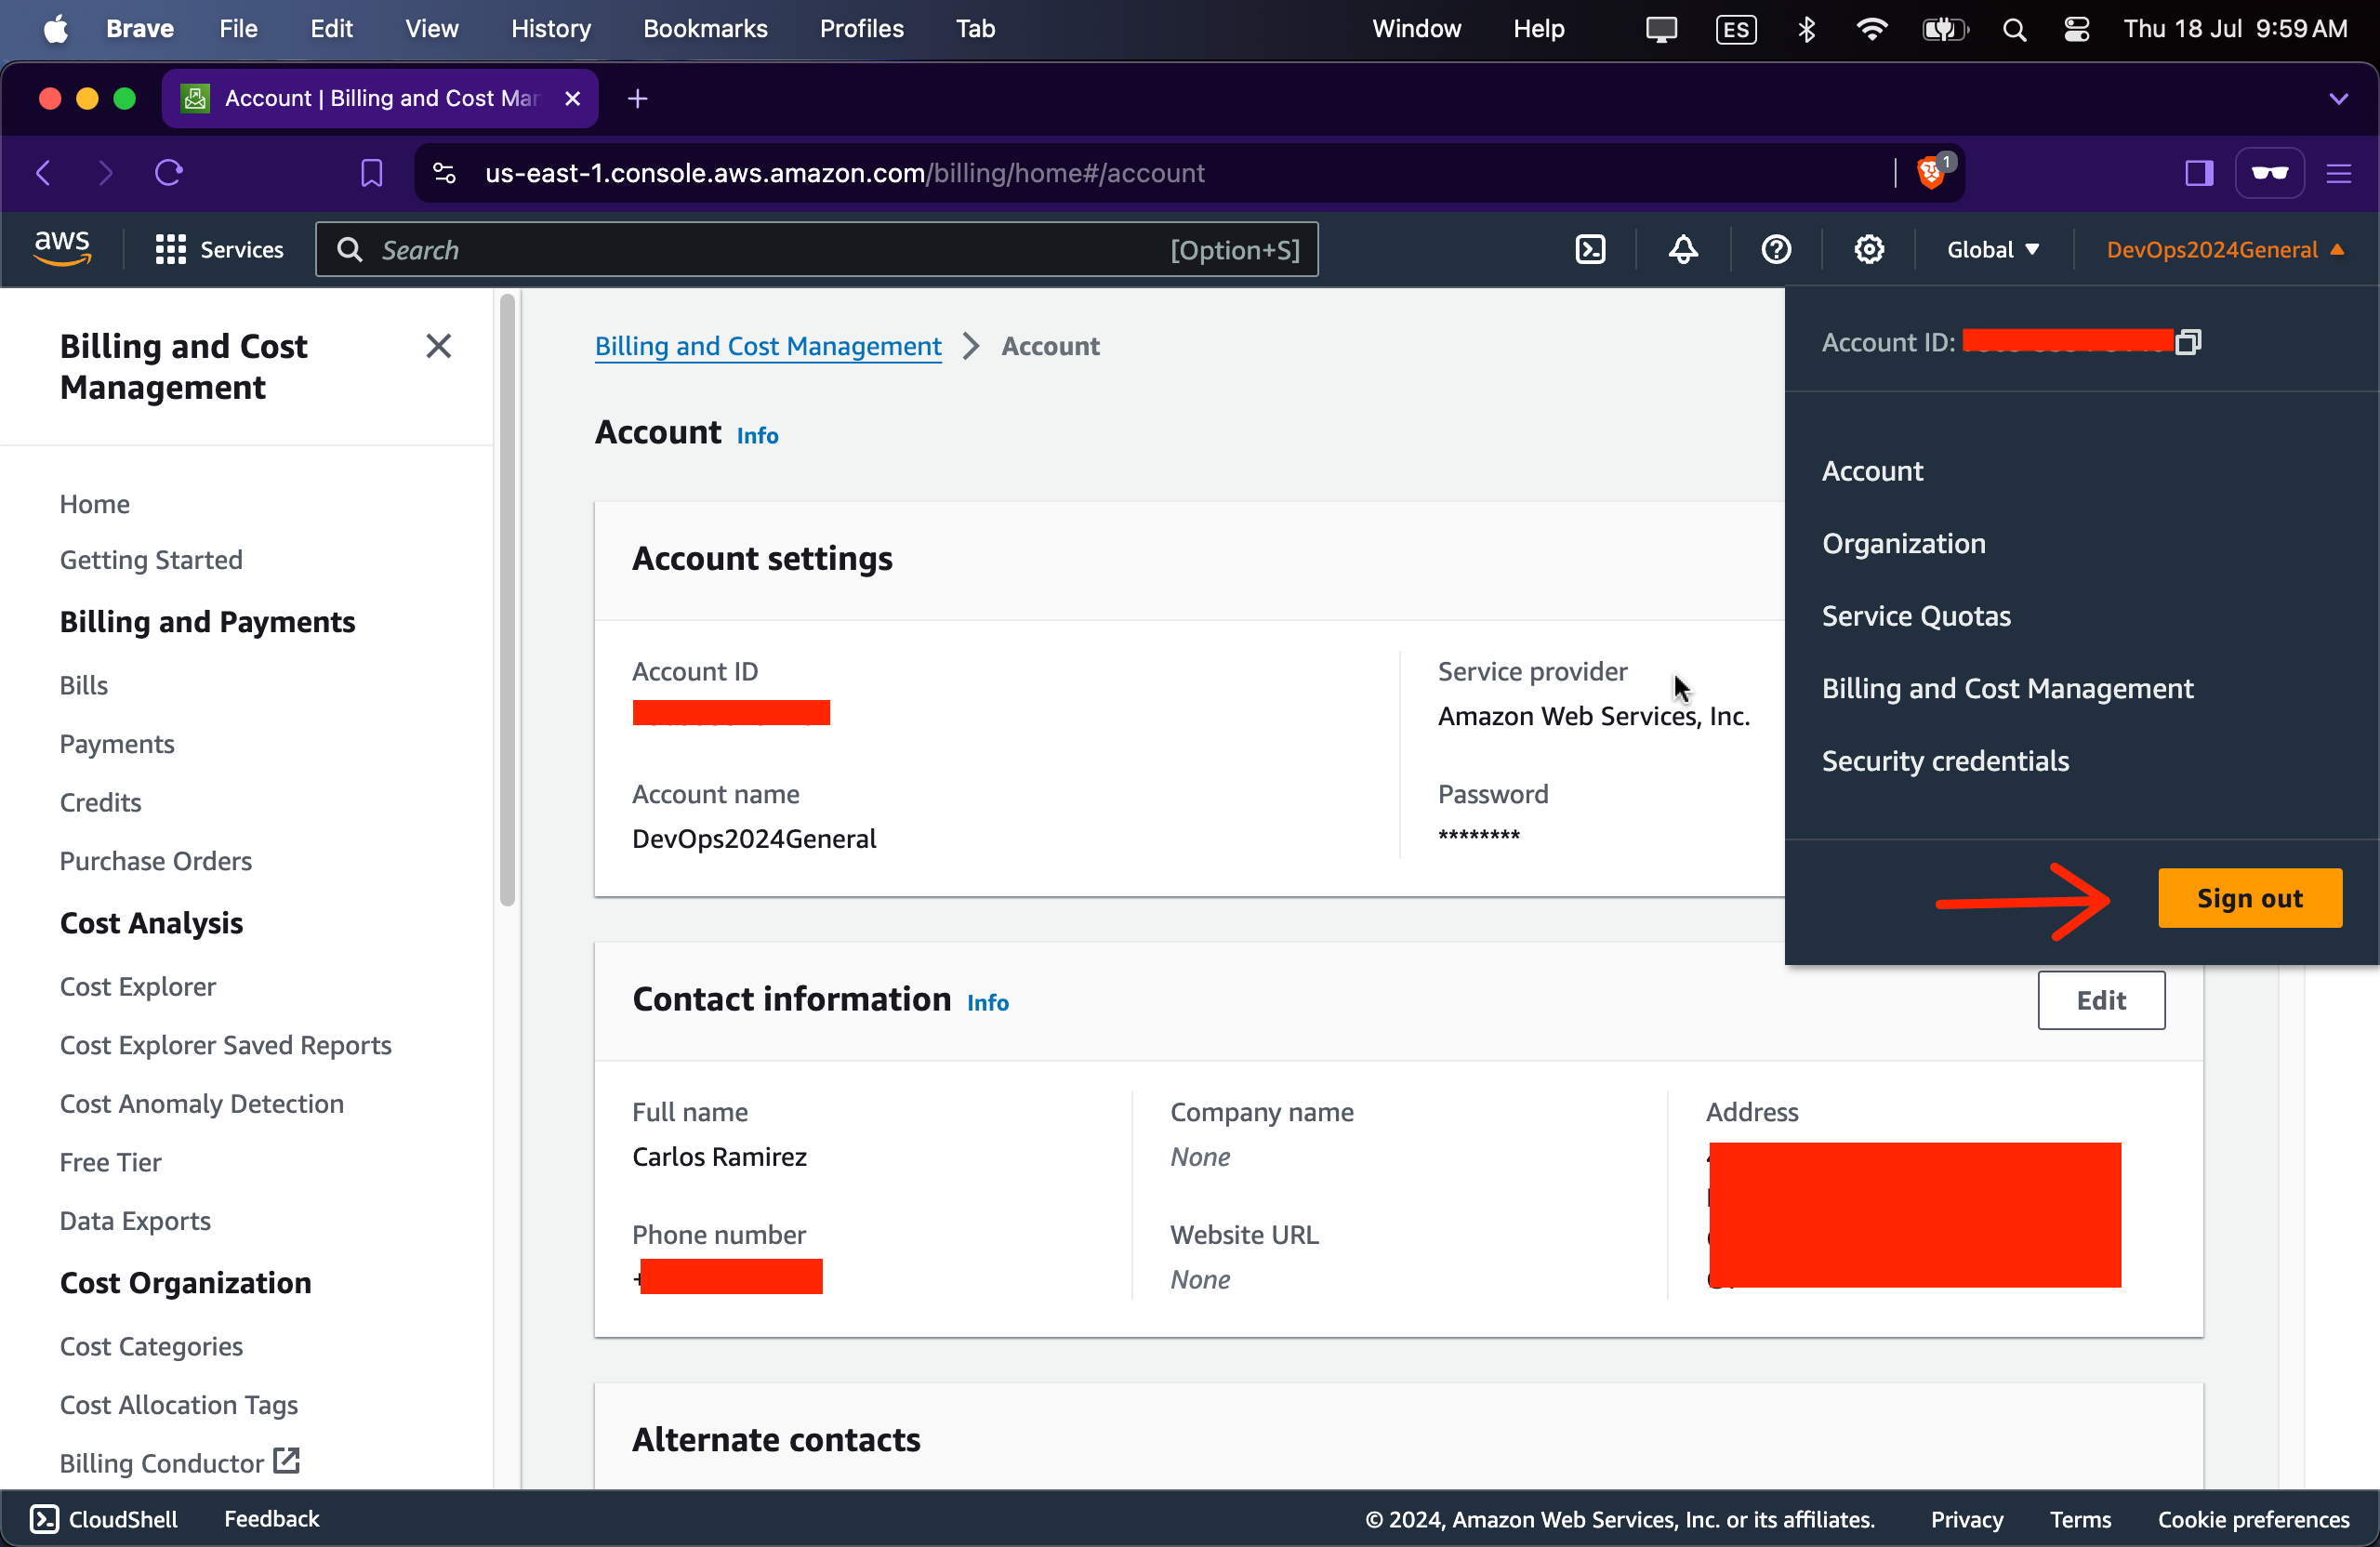 Brave File Edit View History Bookmarks Profiles Tab Window Help ES Thu 18 Jul 9:59 AM
Account | Billing and Cost Mar
us-east-1.console.aws.amazon.com/billing/home#/account 1
aws Services Search [Option+S] Global DevOps2024General
Billing and Cost
Management
Home
Getting Started
Billing and Payments
Bills
Payments
Credits
Purchase Orders
Cost Analysis
Cost Explorer
Cost Explorer Saved Reports
Cost Anomaly Detection
Free Tier
Data Exports
Cost Organization
Cost Categories
Cost Allocation Tags
Billing Conductor
Billing and Cost Management > Account
Account Info
Account settings
Account ID
Service provider
Amazon Web Services, Inc.
Account name
DevOps2024General
Password
********
Contact information Info
Edit
Full name
Carlos Ramirez
Phone number
+
Company name
None
Website URL
None
Address
Alternate contacts
Account ID:
Account
Organization
Service Quotas
Billing and Cost Management
Security credentials
Sign out
CloudShell Feedback © 2024, Amazon Web Services, Inc. or its affiliates. Privacy Terms Cookie preferences